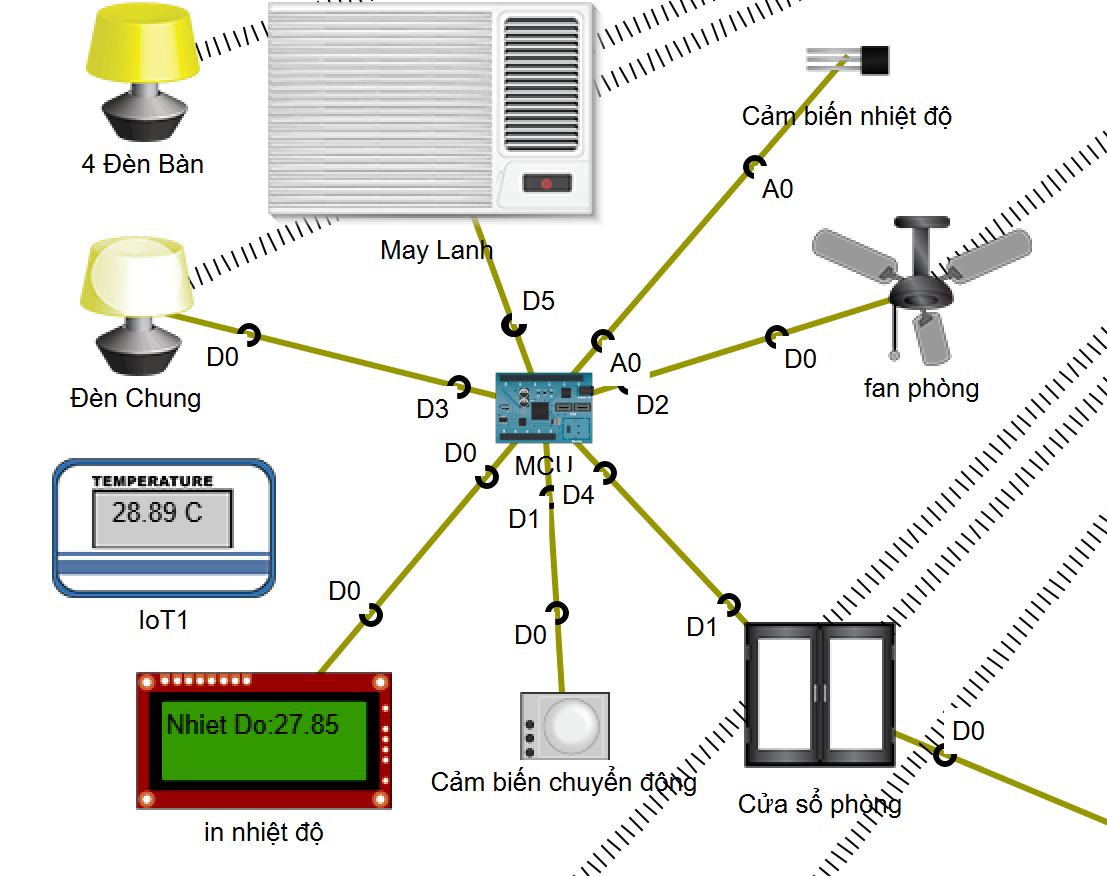 4 Đèn Bàn
May Lanh
Cảm biến nhiệt độ
A0
D5
D0
Đèn Chung
D3
A0
D2
D0
fan phòng
TEMPERATURE
28.89 C
IoT1
D0
MCU
D1
D4
D0
D0
D1
Nhiet Do:27.85
in nhiệt độ
Cảm biến chuyển động
Cửa sổ phòng
D0